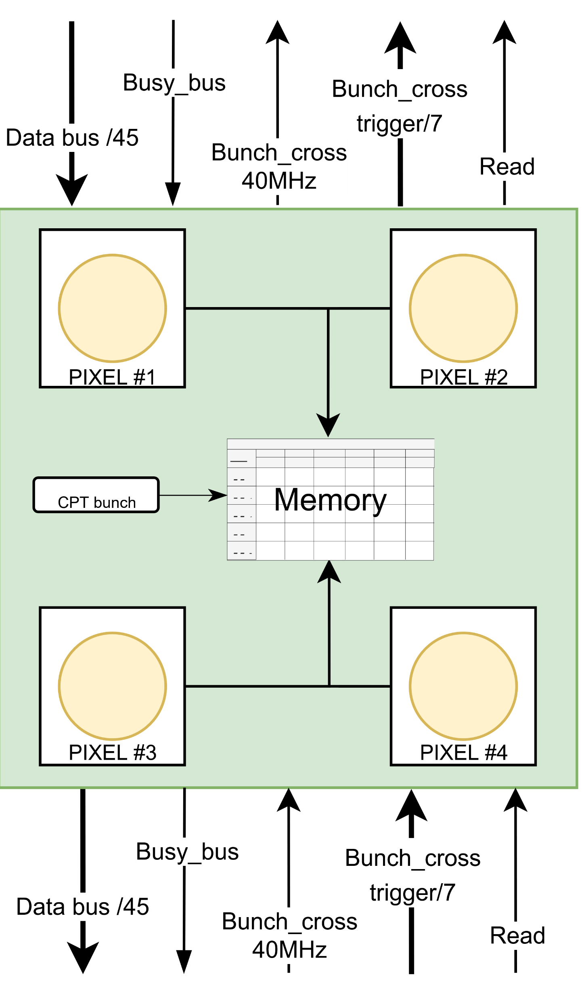 Busy_bus
Bunch_cross
trigger/7
Data bus /45
Bunch_cross
40MHz
Read
PIXEL #1
PIXEL #2
CPT bunch
Memory
PIXEL #3
PIXEL #4
Busy_bus
Bunch_cross
trigger/7
Data bus /45
Bunch_cross
40MHz
Read